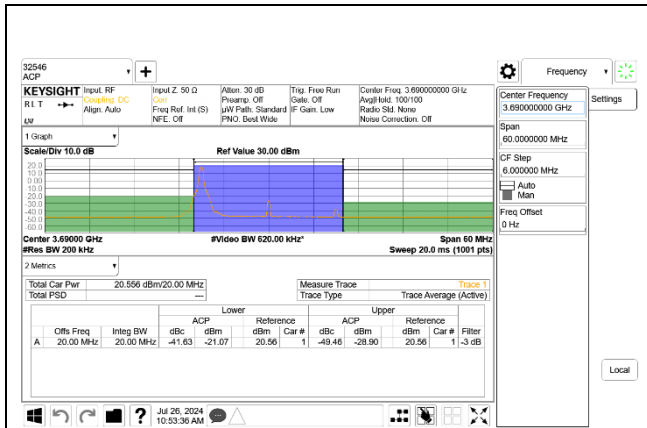 32546
ACP
Frequency
KEYSIGHT
RL T
Input: RF
Coupling: DC
Align: Auto
Input Z: 50 Ω
Corr
Freq Ref: Int (S)
NFE: Off
Atten: 30 dB
Preamp: Off
µW Path: Standard
PNO: Best Wide
Trig: Free Run
Gate: Off
IF Gain: Low
Center Freq: 3.690000000 GHz
Avg|Hold: 100/100
Radio Std: None
Noise Correction: Off
Center Frequency
3.690000000 GHz
Settings
Span
60.0000000 MHz
CF Step
6.000000 MHz
Auto
Man
Freq Offset
0 Hz
1 Graph
Scale/Div 10.0 dB
Ref Value 30.00 dBm
20.0
10.0
0.00
-10.0
-20.0
-30.0
-40.0
-50.0
-60.0
Center 3.69000 GHz
#Video BW 620.00 kHz*
Span 60 MHz
#Res BW 200 kHz
Sweep 20.0 ms (1001 pts)
2 Metrics
Total Car Pwr 20.556 dBm/20.00 MHz
Total PSD ---
Measure Trace Trace 1
Trace Type Trace Average (Active)
Lower Upper
ACP Reference ACP Reference
Offs Freq Integ BW dBc dBm dBm Car # dBc dBm dBm Car # Filter
A 20.00 MHz 20.00 MHz -41.63 -21.07 20.56 1 -49.46 -28.90 20.56 1 -3 dB
Local
Jul 26, 2024
10:53:36 AM